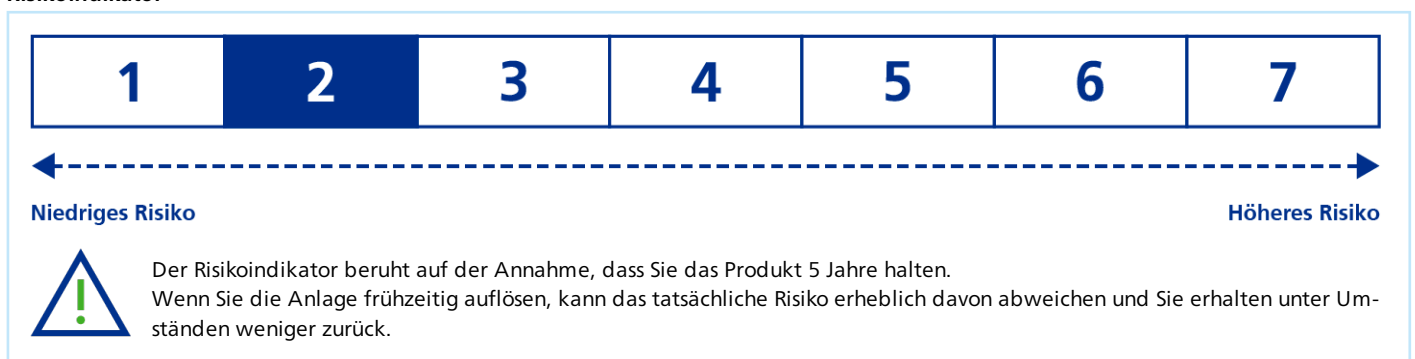 1 2 3 4 5 6 7
Niedriges Risiko Höheres Risiko
Der Risikoindikator beruht auf der Annahme, dass Sie das Produkt 5 Jahre halten.
Wenn Sie die Anlage frühzeitig auflösen, kann das tatsächliche Risiko erheblich davon abweichen und Sie erhalten unter Um-
ständen weniger zurück.